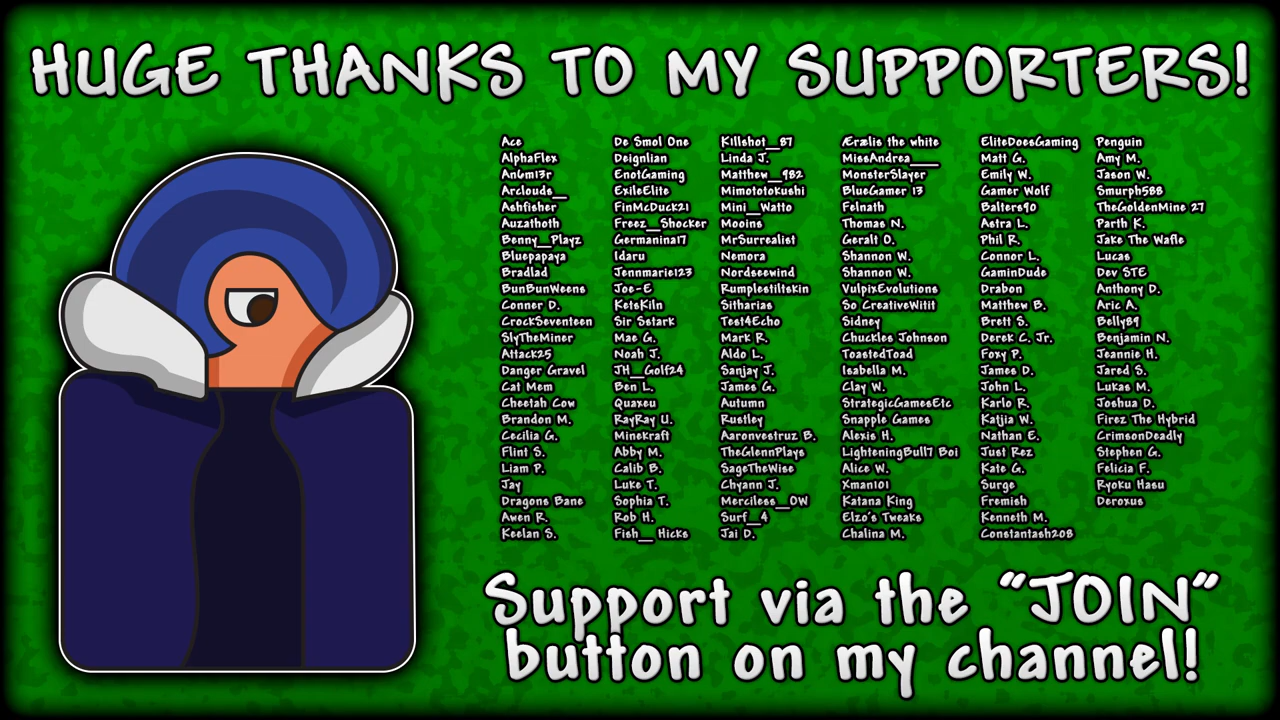 HUGE THANKS TO MY SUPPORTERS!
Ace
AlphaFlex
An6m13r
Arclouds__
Ashfisher
Auzathoth
Benny__Playz
Bluepapaya
Bradlad
BunBunWeens
Conner D.
CrockSeventeen
SlyTheMiner
Attack25
Danger Gravel
Cat Mem
Cheetah Cow
Brandon M.
Cecilia G.
Flint S.
Liam P.
Jay
Dragons Bane
Awen R.
Keelan S.
De Smol One
Deignlian
EnotGaming
ExileElite
FinMcDuck21
Freez__Shocker
Germanina17
Idaru
Jennmarie123
Joe-E
KetsKiln
Sir Sstark
Mae G.
Noah J.
JH__Golf24
Ben L.
Quaxeu
RayRay U.
Minekraft
Abby M.
Calib B.
Luke T.
Sophia T.
Rob H.
Fish__ Hicks
Killshot__87
Linda J.
Matthew__982
Mimototokushi
Mini__Watto
Mooins
MrSurrealist
Nemora
Nordseewind
Rumplestiltskin
Sitharias
Test4Echo
Mark R.
Aldo L.
Sanjay J.
James G.
Autumn
Rustley
Aaronvestruz B.
TheGlennPlays
SageTheWise
Chyann J.
Merciless__OW
Surf__4
Jai D.
Ærælis the white
MissAndrea____
MonsterSlayer
BlueGamer 13
Felnath
Thomas N.
Geralt O.
Shannon W.
Shannon W.
VulpixEvolutions
So CreativeWitit
Sidney
Chuckles Johnson
ToastedToad
Isabella M.
Clay W.
StrategicGamesEtc
Snapple Games
Alexis H.
LighteningBull7 Boi
Alice W.
Xman101
Katana King
Elzo's Tweaks
Chalina M.
EliteDoesGaming
Matt G.
Emily W.
Gamer Wolf
Balters90
Astra L.
Phil R.
Connor L.
GaminDude
Drabon
Matthew B.
Brett S.
Derek C. Jr.
Foxy P.
James D.
John L.
Karlo R.
Katjia W.
Nathan E.
Just Rez
Kate G.
Surge
Fremish
Kenneth M.
Constantash208
Penguin
Amy M.
Jason W.
Smurph588
TheGoldenMine 27
Parth K.
Jake The Wafle
Lucas
Dev STE
Anthony D.
Aric A.
Belly89
Benjamin N.
Jeannie H.
Jared S.
Lukas M.
Joshua D.
Firez The Hybrid
CrimsonDeadly
Stephen G.
Felicia F.
Ryoku Hasu
Deroxus
Support via the "JOIN"
button on my channel!